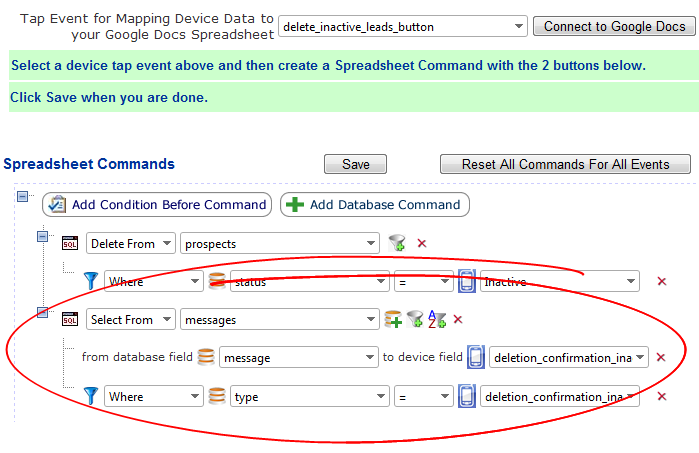 Tap Event for Mapping Device Data to
your Google Docs Spreadsheet
delete_inactive_leads_button
Connect to Google Docs
Select a device tap event above and then create a Spreadsheet Command with the 2 buttons below.
Click Save when you are done.
Spreadsheet Commands
Save
Reset All Commands For All Events
Add Condition Before Command
Add Database Command
SQL Delete From prospects
Where status = Inactive
SQL Select From messages A Z
from database field message to device field deletion_confirmation_ina
Where type = deletion_confirmation_ina